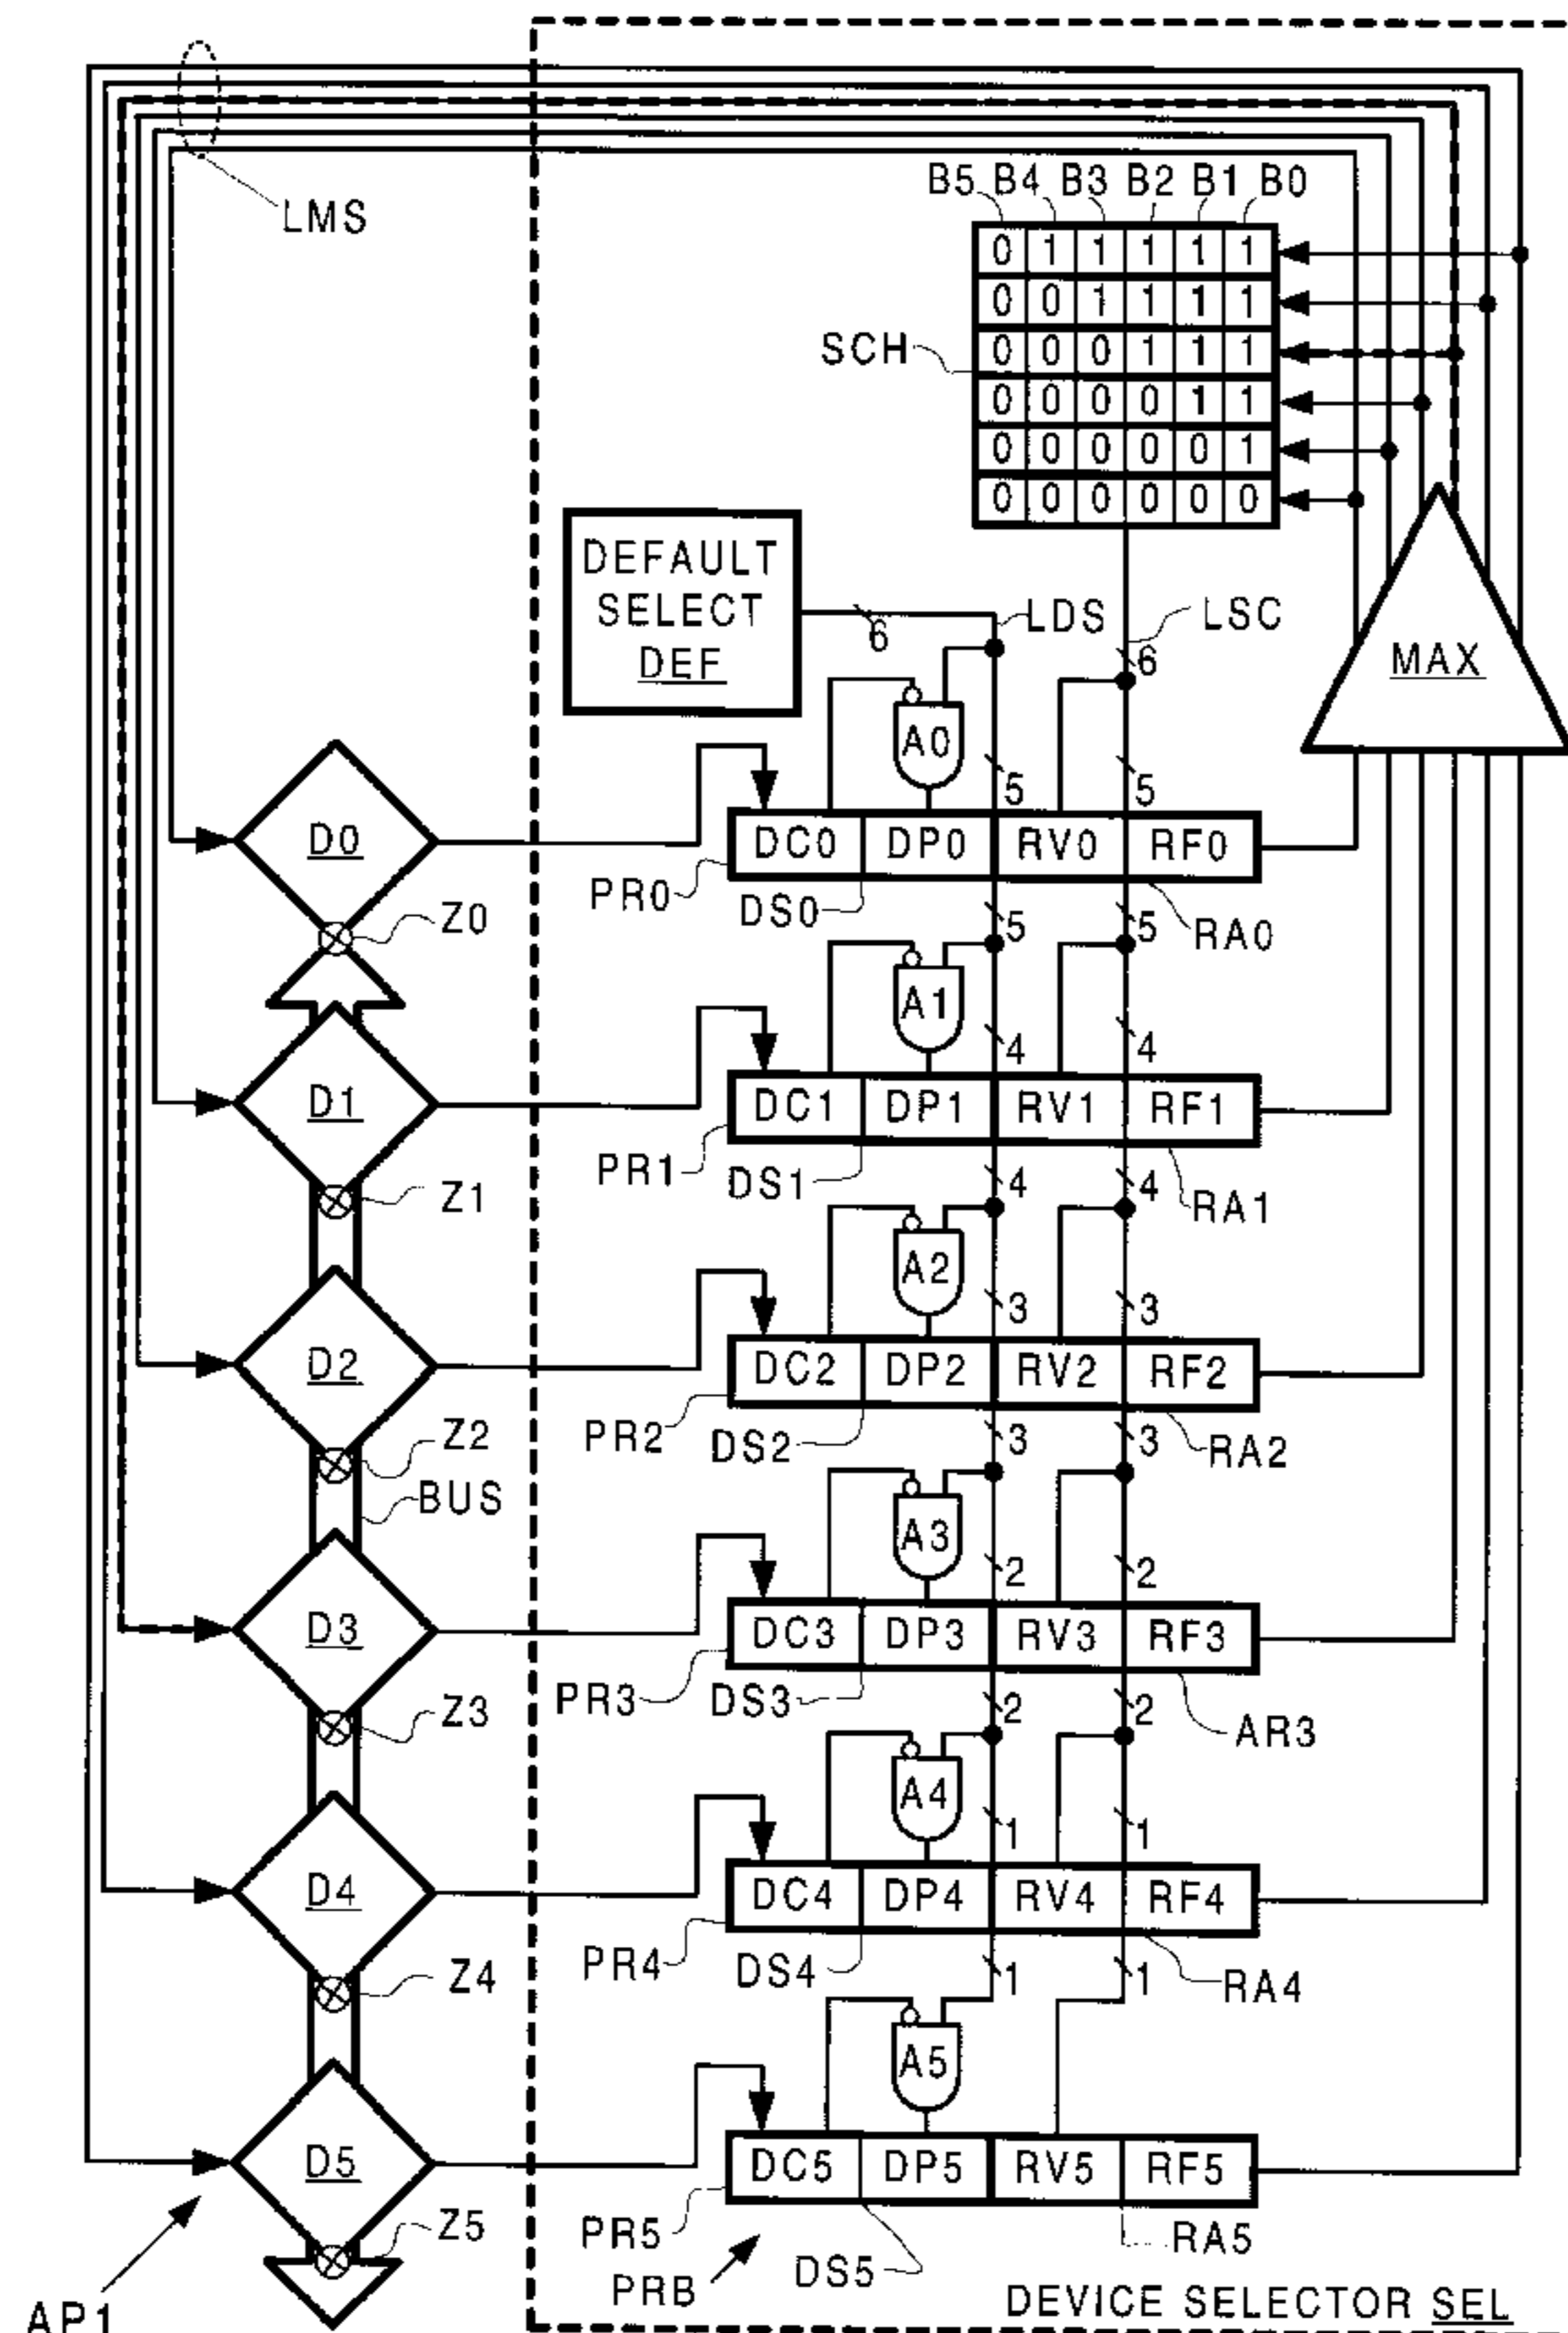 LMS
B5 B4 B3 B2 B1 B0
0 1 1 1 1 1
0 0 1 1 1 1
SCH
0 0 0 1 1 1
0 0 0 0 1 1
0 0 0 0 0 1
0 0 0 0 0 0
DEFAULT
SELECT
DEF
6
LDS
LSC
6
MAX
A0
5
5
D0
DC0 DP0 RV0 RF0
PR0
DS0
5
5
RA0
Z0
A1
4
4
D1
DC1 DP1 RV1 RF1
PR1
DS1
4
4
RA1
Z1
A2
3
3
D2
DC2 DP2 RV2 RF2
PR2
DS2
3
3
RA2
Z2
BUS
A3
2
2
D3
DC3 DP3 RV3 RF3
PR3
DS3
2
2
AR3
Z3
A4
1
1
D4
DC4 DP4 RV4 RF4
PR4
DS4
1
1
RA4
Z4
A5
D5
DC5 DP5 RV5 RF5
PR5
DS5
RA5
Z5
PRB
AP1
DEVICE SELECTOR SEL